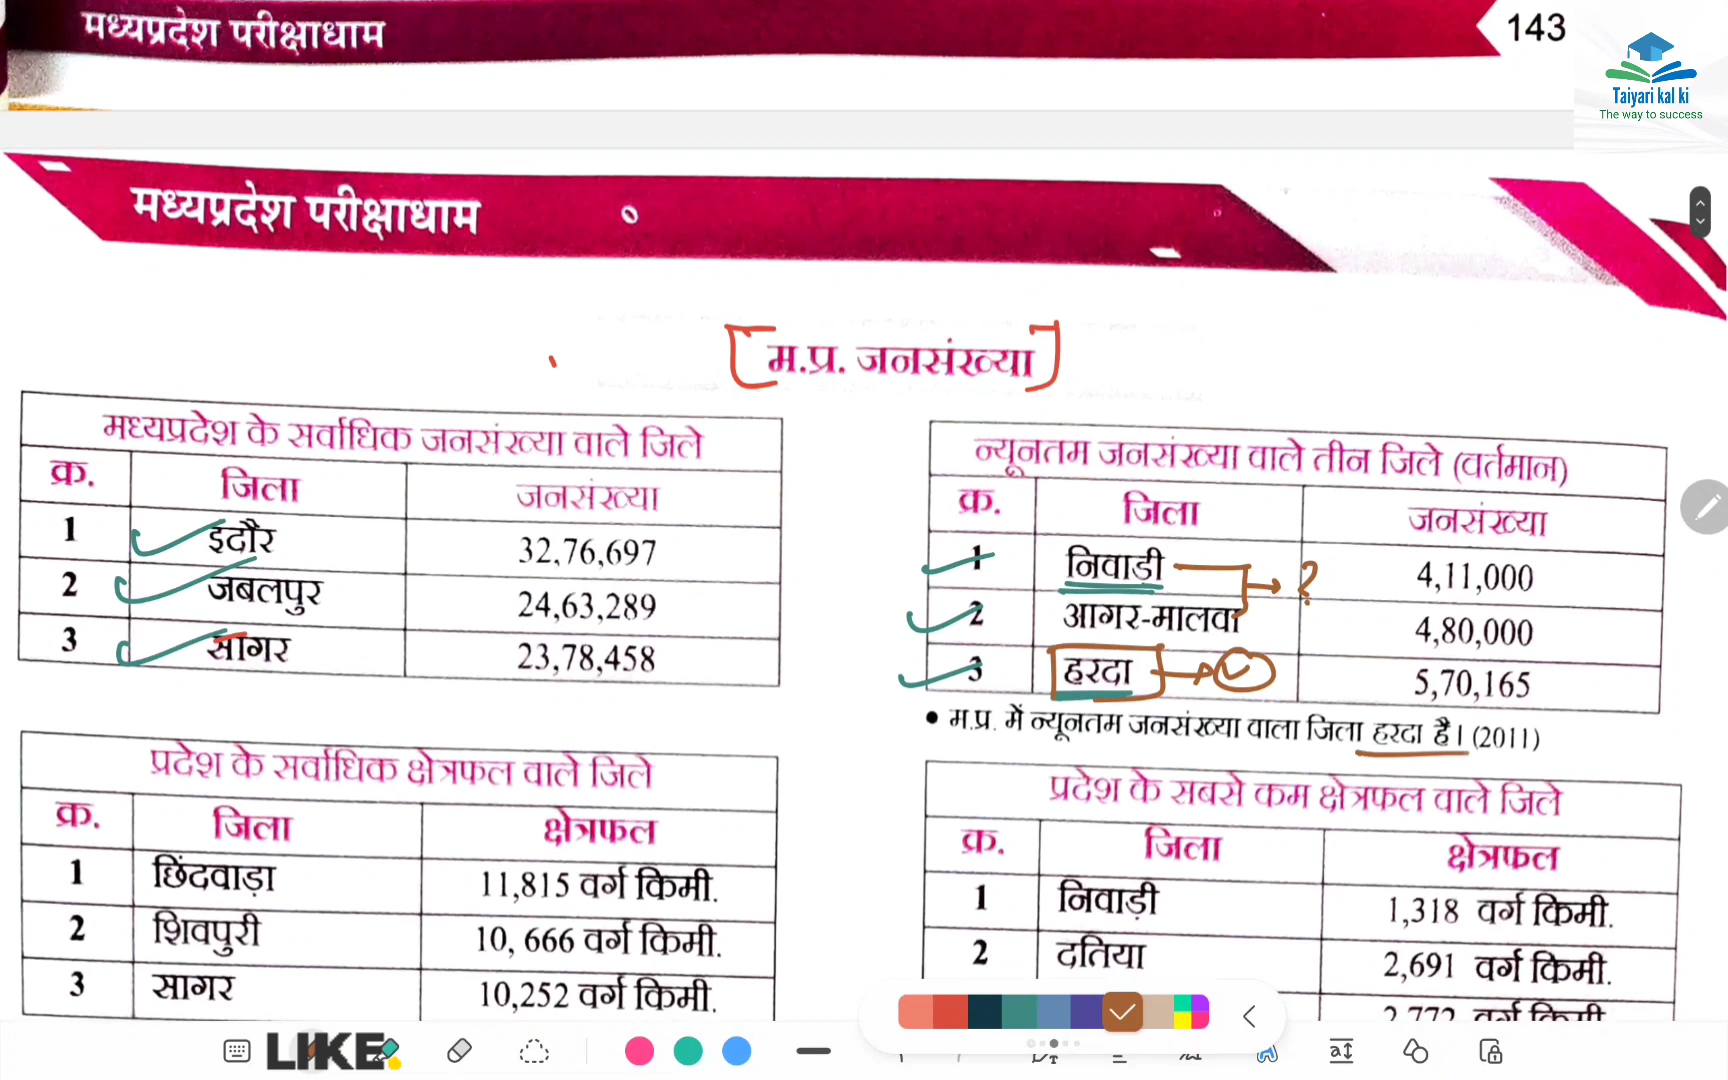 मध्यप्रदेश परीक्षाधाम
143
Taiyari kal ki
The way to success
मध्यप्रदेश परीक्षाधाम
म.प्र. जनसंख्या
मध्यप्रदेश के सर्वाधिक जनसंख्या वाले जिले
क्र. जिला जनसंख्या
1 इदौर 32,76,697
2 जबलपुर 24,63,289
3 सागर 23,78,458
न्यूनतम जनसंख्या वाले तीन जिले (वर्तमान)
क्र. जिला जनसंख्या
1 निवाड़ी ? 4,11,000
2 आगर-मालवा 4,80,000
3 हरदा 5,70,165
• म.प्र. में न्यूनतम जनसंख्या वाला जिला हरदा है। (2011)
प्रदेश के सर्वाधिक क्षेत्रफल वाले जिले
क्र. जिला क्षेत्रफल
1 छिंदवाड़ा 11,815 वर्ग किमी.
2 शिवपुरी 10, 666 वर्ग किमी.
3 सागर 10,252 वर्ग किमी.
प्रदेश के सबसे कम क्षेत्रफल वाले जिले
क्र. जिला क्षेत्रफल
1 निवाड़ी 1,318 वर्ग किमी.
2 दतिया 2,691 वर्ग किमी.
2,772 वर्ग किमी.
LIKE